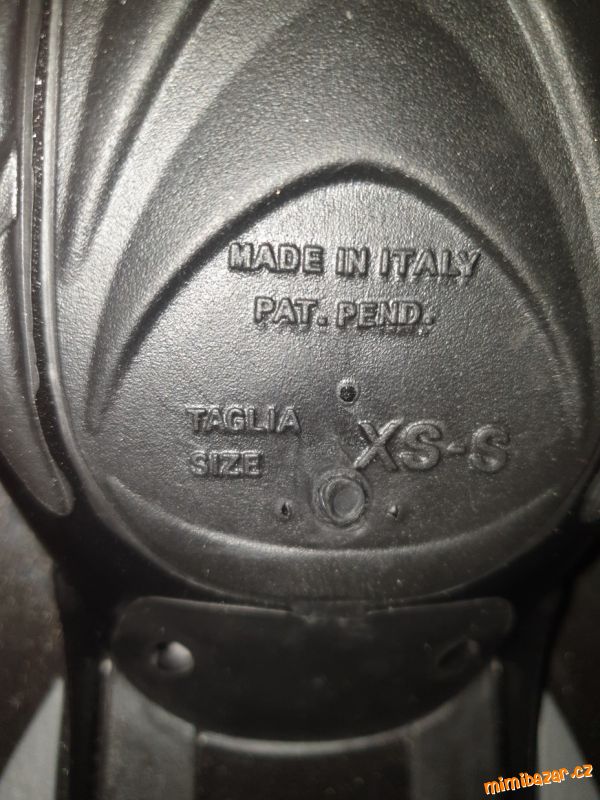 MADE IN ITALY
PAT. PEND.
TAGLIA
SIZE
XS-S
mimibazar.cz